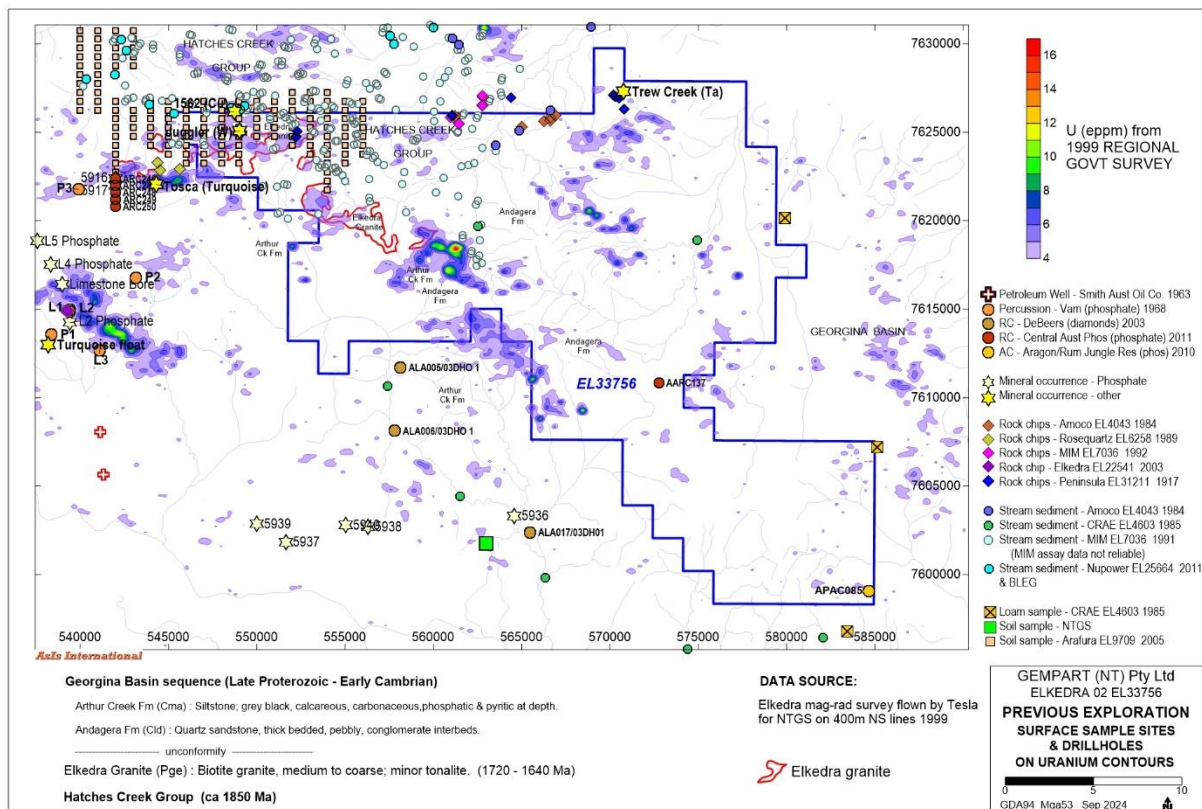 HATCHES CREEK
GROUP
1562 (Cu)
Juggler (W)
HATCHES CREEK
GROUP
Trew Creek (Ta)
5916
P3
5917
ARC250
Tosca (Turquoise)
Elkedra
Granite
Andagera
Fm
Arthur
Ck Fm
L5 Phosphate
L4 Phosphate
P2
Limestone Bore
Arthur
Ck Fm
Andagera
Fm
L1
L2
L2 Phosphate
P1
Turquoise float
L3
Andagera
Fm
GEORGINA BASIN
ALA005/03DHO 1
EL33756
AARC137
Arthur
Ck Fm
ALA006/03DHO 1
5939
5938
5937
5936
ALA017/03DH01
APAC085
7630000
7625000
7620000
7615000
7610000
7605000
7600000
540000
545000
550000
555000
560000
565000
570000
575000
580000
585000
16
14
12
10
8
6
4
U (eppm) from
1999 REGIONAL
GOVT SURVEY
Petroleum Well - Smith Aust Oil Co. 1963
Percussion - Vam (phosphate) 1968
RC - DeBeers (diamonds) 2003
RC - Central Aust Phos (phosphate) 2011
AC - Aragon/Rum Jungle Res (phos) 2010
Mineral occurrence - Phosphate
Mineral occurrence - other
Rock chips - Amoco EL4043 1984
Rock chips - Rosequartz EL6258 1989
Rock chips - MIM EL7036 1992
Rock chip - Elkedra EL22541 2003
Rock chips - Peninsula EL31211 1917
Stream sediment - Amoco EL4043 1984
Stream sediment - CRAE EL4603 1985
Stream sediment - MIM EL7036 1991
(MIM assay data not reliable)
Stream sediment - Nupower EL25664 2011
& BLEG
Loam sample - CRAE EL4603 1985
Soil sample - NTGS
Soil sample - Arafura EL9709 2005
AsIs International
Georgina Basin sequence (Late Proterozoic - Early Cambrian)
Arthur Creek Fm (Cma) : Siltstone; grey black, calcareous, carbonaceous,phosphatic & pyritic at depth.
Andagera Fm (Cld) : Quartz sandstone, thick bedded, pebbly, conglomerate interbeds.
unconformity
Elkedra Granite (Pge) : Biotite granite, medium to coarse; minor tonalite. (1720 - 1640 Ma)
Hatches Creek Group (ca 1850 Ma)
DATA SOURCE:
Elkedra mag-rad survey flown by Tesla
for NTGS on 400m NS lines 1999
Elkedra granite
GEMPART (NT) Pty Ltd
ELKEDRA 02 EL33756
PREVIOUS EXPLORATION
SURFACE SAMPLE SITES
& DRILLHOLES
ON URANIUM CONTOURS
0 5 10
GDA94 Mga53 Sep 2024
N